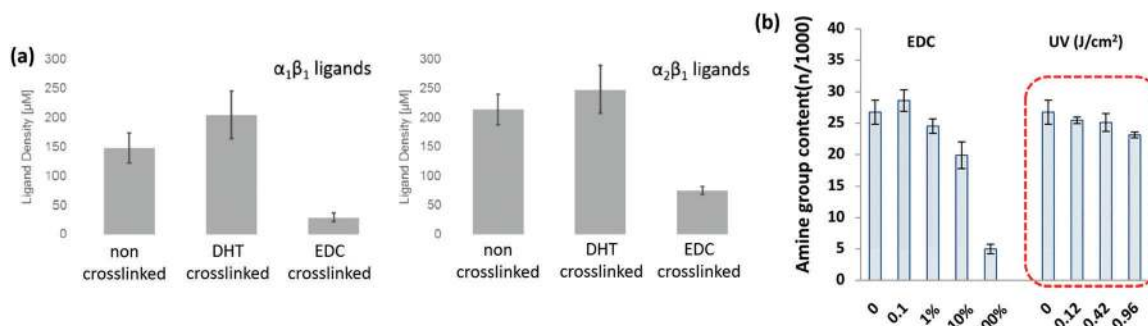 (a)
300
250
200
150
100
50
0
Ligand Density [µM]
α₁β₁ ligands
non
crosslinked
DHT
crosslinked
EDC
crosslinked
300
250
200
150
100
50
0
Ligand Density [µM]
α₂β₁ ligands
non
crosslinked
DHT
crosslinked
EDC
crosslinked
(b)
Amine group content(n/1000)
40
35
30
25
20
15
10
5
0
EDC
UV (J/cm²)
0
0.1
1%
10%
00%
0
0.12
0.42
0.96